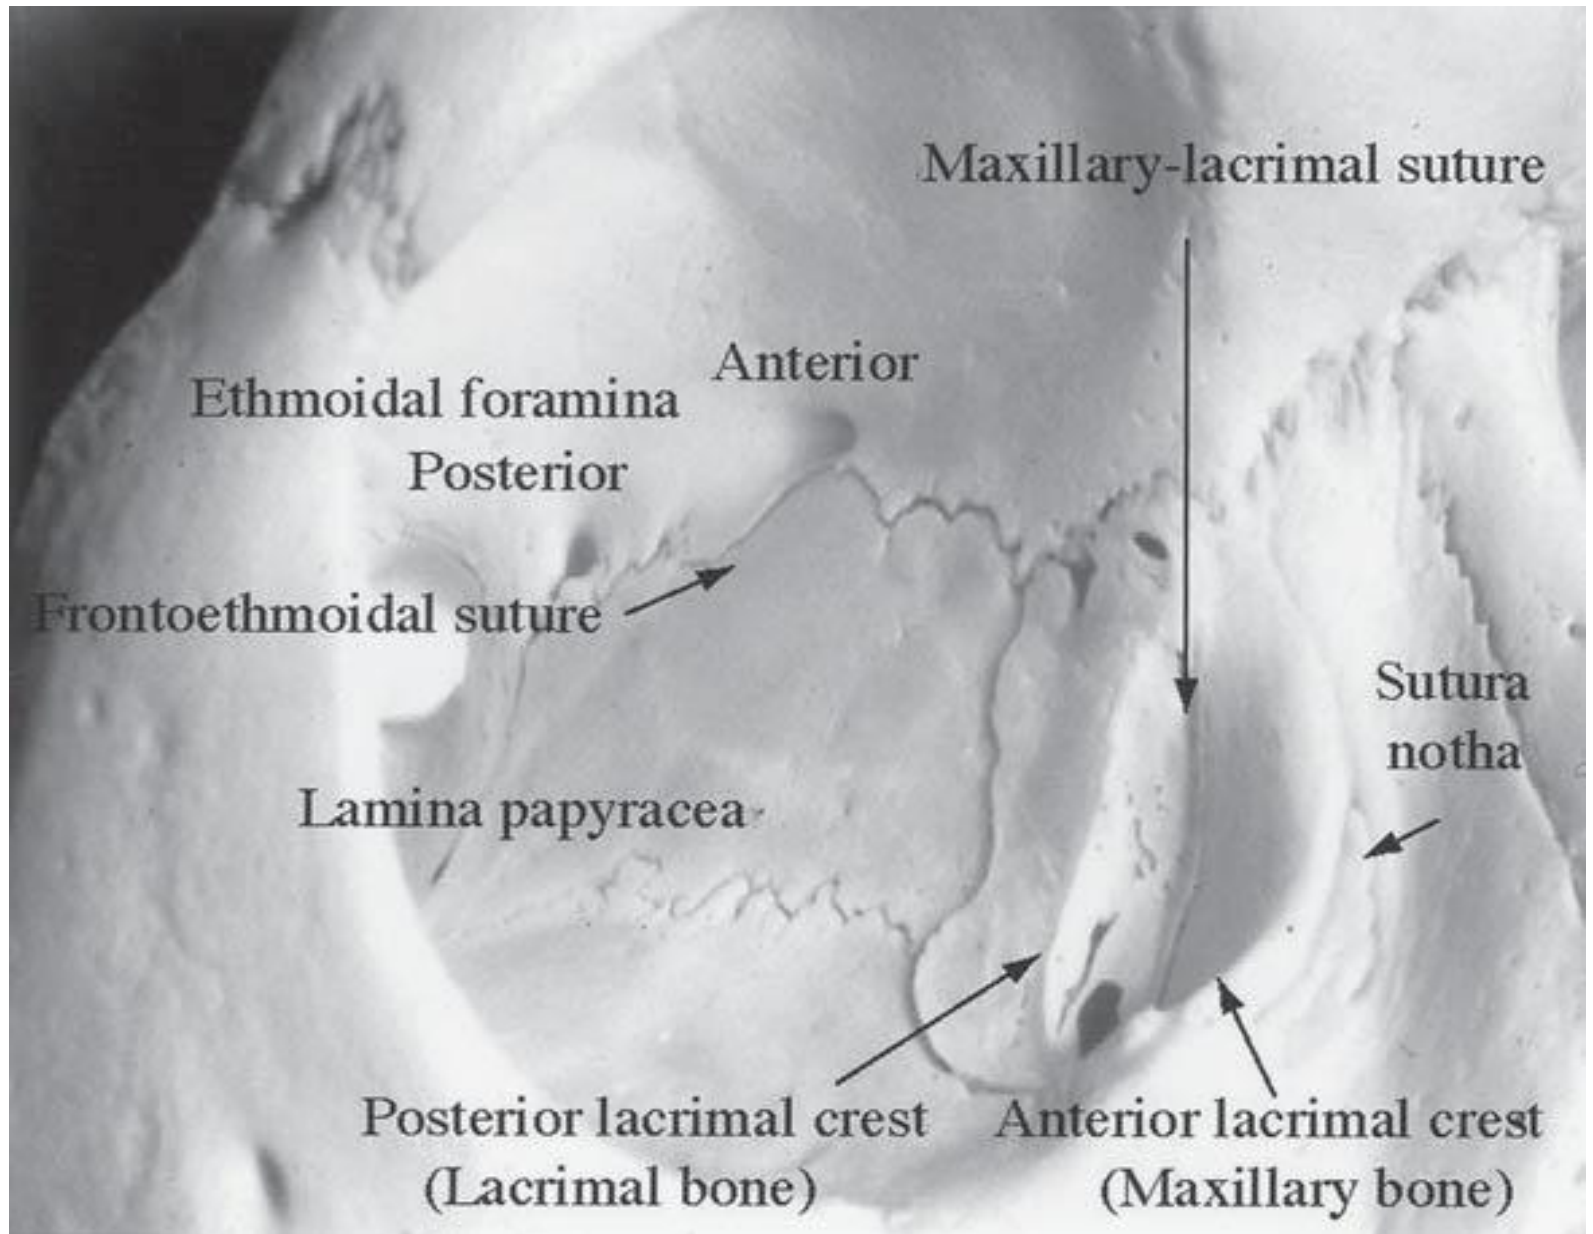 Maxillary-lacrimal suture
Anterior
Ethmoidal foramina
Posterior
Frontoethmoidal suture
Sutura
notha
Lamina papyracea
Posterior lacrimal crest
(Lacrimal bone)
Anterior lacrimal crest
(Maxillary bone)